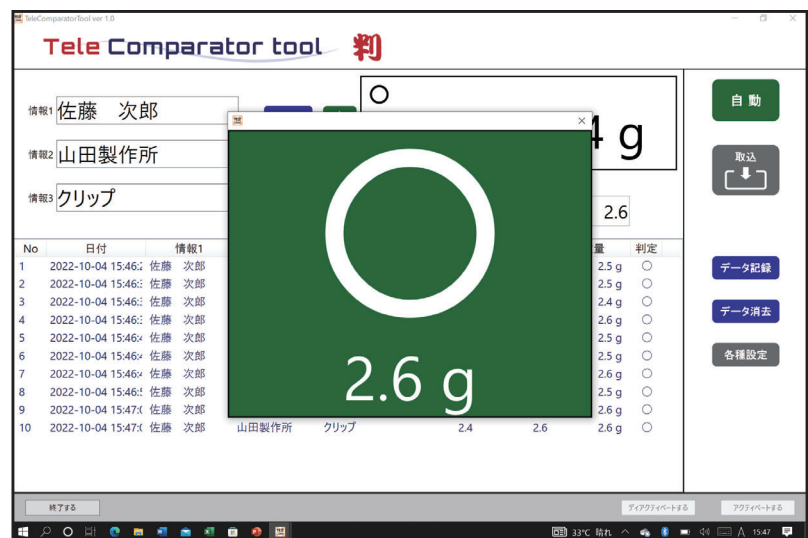 TeleComparatorTool ver 1.0
Tele Comparator tool 判
情報1 佐藤 次郎
○
4 g
自動
情報2 山田製作所
取込
情報3 クリップ
2.6
No 日付 情報1 量 判定
1 2022-10-04 15:46: 佐藤 次郎 2.5 g ○
2 2022-10-04 15:46: 佐藤 次郎 2.5 g ○
3 2022-10-04 15:46: 佐藤 次郎 2.4 g ○
4 2022-10-04 15:46: 佐藤 次郎 2.6 g ○
5 2022-10-04 15:46: 佐藤 次郎 2.5 g ○
6 2022-10-04 15:46: 佐藤 次郎 2.5 g ○
7 2022-10-04 15:46: 佐藤 次郎 2.6 g ○
8 2022-10-04 15:46: 佐藤 次郎 2.5 g ○
9 2022-10-04 15:47: 佐藤 次郎 2.6 g ○
10 2022-10-04 15:47: 佐藤 次郎 山田製作所 クリップ 2.4 2.6 2.6 g ○
2.6 g
データ記録
データ消去
各種設定
終了する
ディアクティベートする
アクティベートする
33°C 晴れ
A
15:47